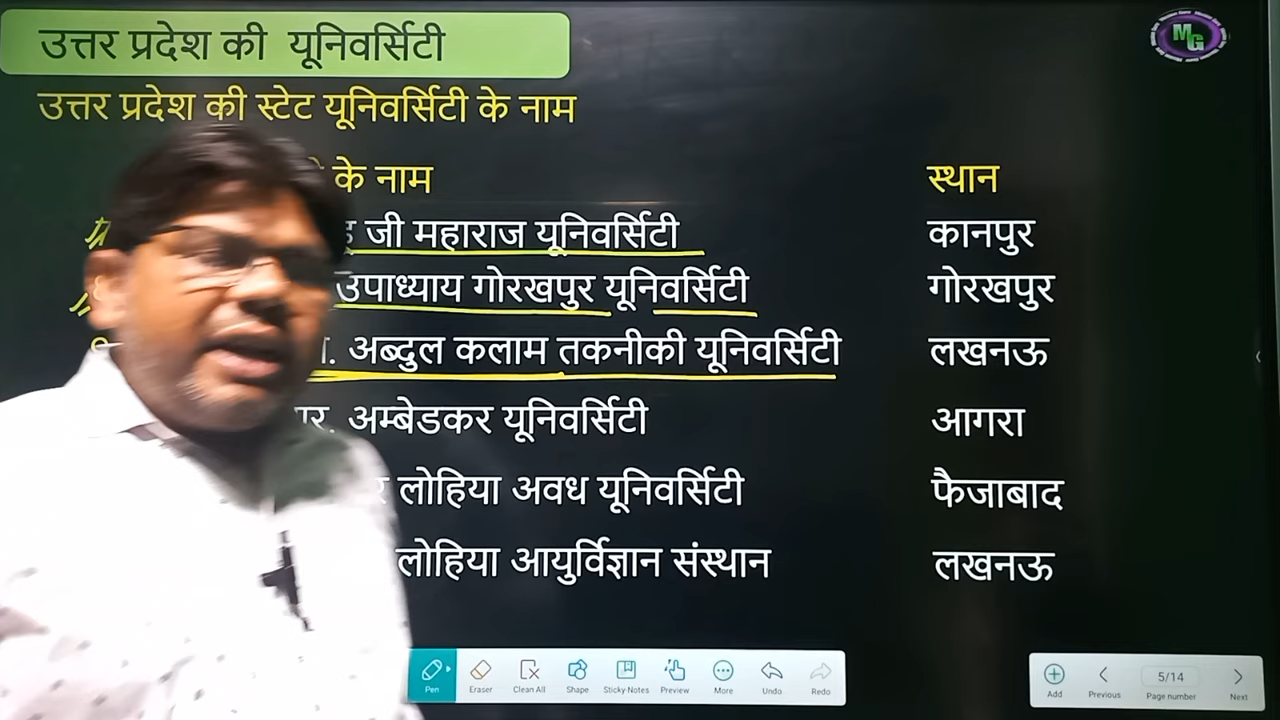 उत्तर प्रदेश की यूनिवर्सिटी
MG
उत्तर प्रदेश की स्टेट यूनिवर्सिटी के नाम
के नाम स्थान
जी महाराज यूनिवर्सिटी कानपुर
उपाध्याय गोरखपुर यूनिवर्सिटी गोरखपुर
अब्दुल कलाम तकनीकी यूनिवर्सिटी लखनऊ
अम्बेडकर यूनिवर्सिटी आगरा
लोहिया अवध यूनिवर्सिटी फैजाबाद
लोहिया आयुर्विज्ञान संस्थान लखनऊ
Pen Eraser Clean All Shape Sticky Notes Preview More Undo Redo
5/14
Add Previous Page number Next